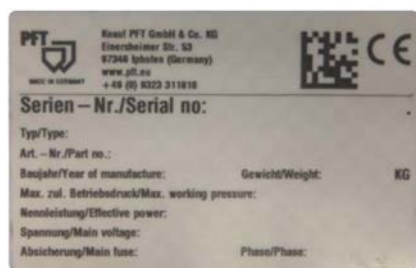 PFT
MADE IN GERMANY
Knauf PFT GmbH & Co. KG
Einersheimer Str. 53
97346 Iphofen (Germany)
www.pft.eu
+49 (0) 9323 311818
CE
Serien – Nr./Serial no:
Typ/Type:
Art. – Nr./Part no.:
Baujahr/Year of manufacture: Gewicht/Weight: KG
Max. zul. Betriebsdruck/Max. working pressure:
Nennleistung/Effective power:
Spannung/Main voltage:
Absicherung/Main fuse: Phase/Phase: